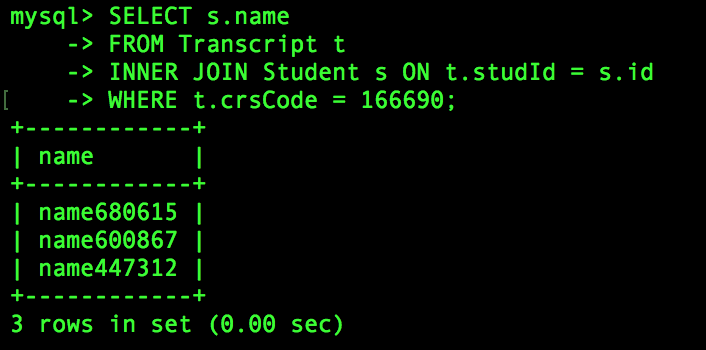 mysql> SELECT s.name
    -> FROM Transcript t
    -> INNER JOIN Student s ON t.studId = s.id
[    -> WHERE t.crsCode = 166690;
+------------+
| name       |
+------------+
| name680615 |
| name600867 |
| name447312 |
+------------+
3 rows in set (0.00 sec)